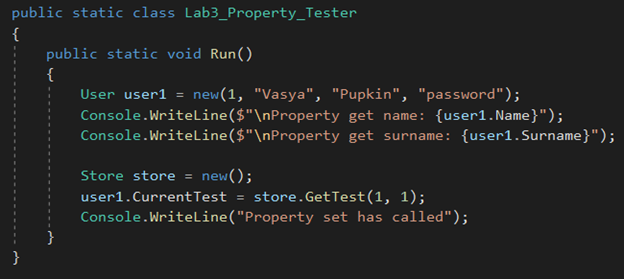 public static class Lab3_Property_Tester
{
public static void Run()
{
User user1 = new(1, "Vasya", "Pupkin", "password");
Console.WriteLine($"\nProperty get name: {user1.Name}");
Console.WriteLine($"\nProperty get surname: {user1.Surname}");
Store store = new();
user1.CurrentTest = store.GetTest(1, 1);
Console.WriteLine("Property set has called");
}
}